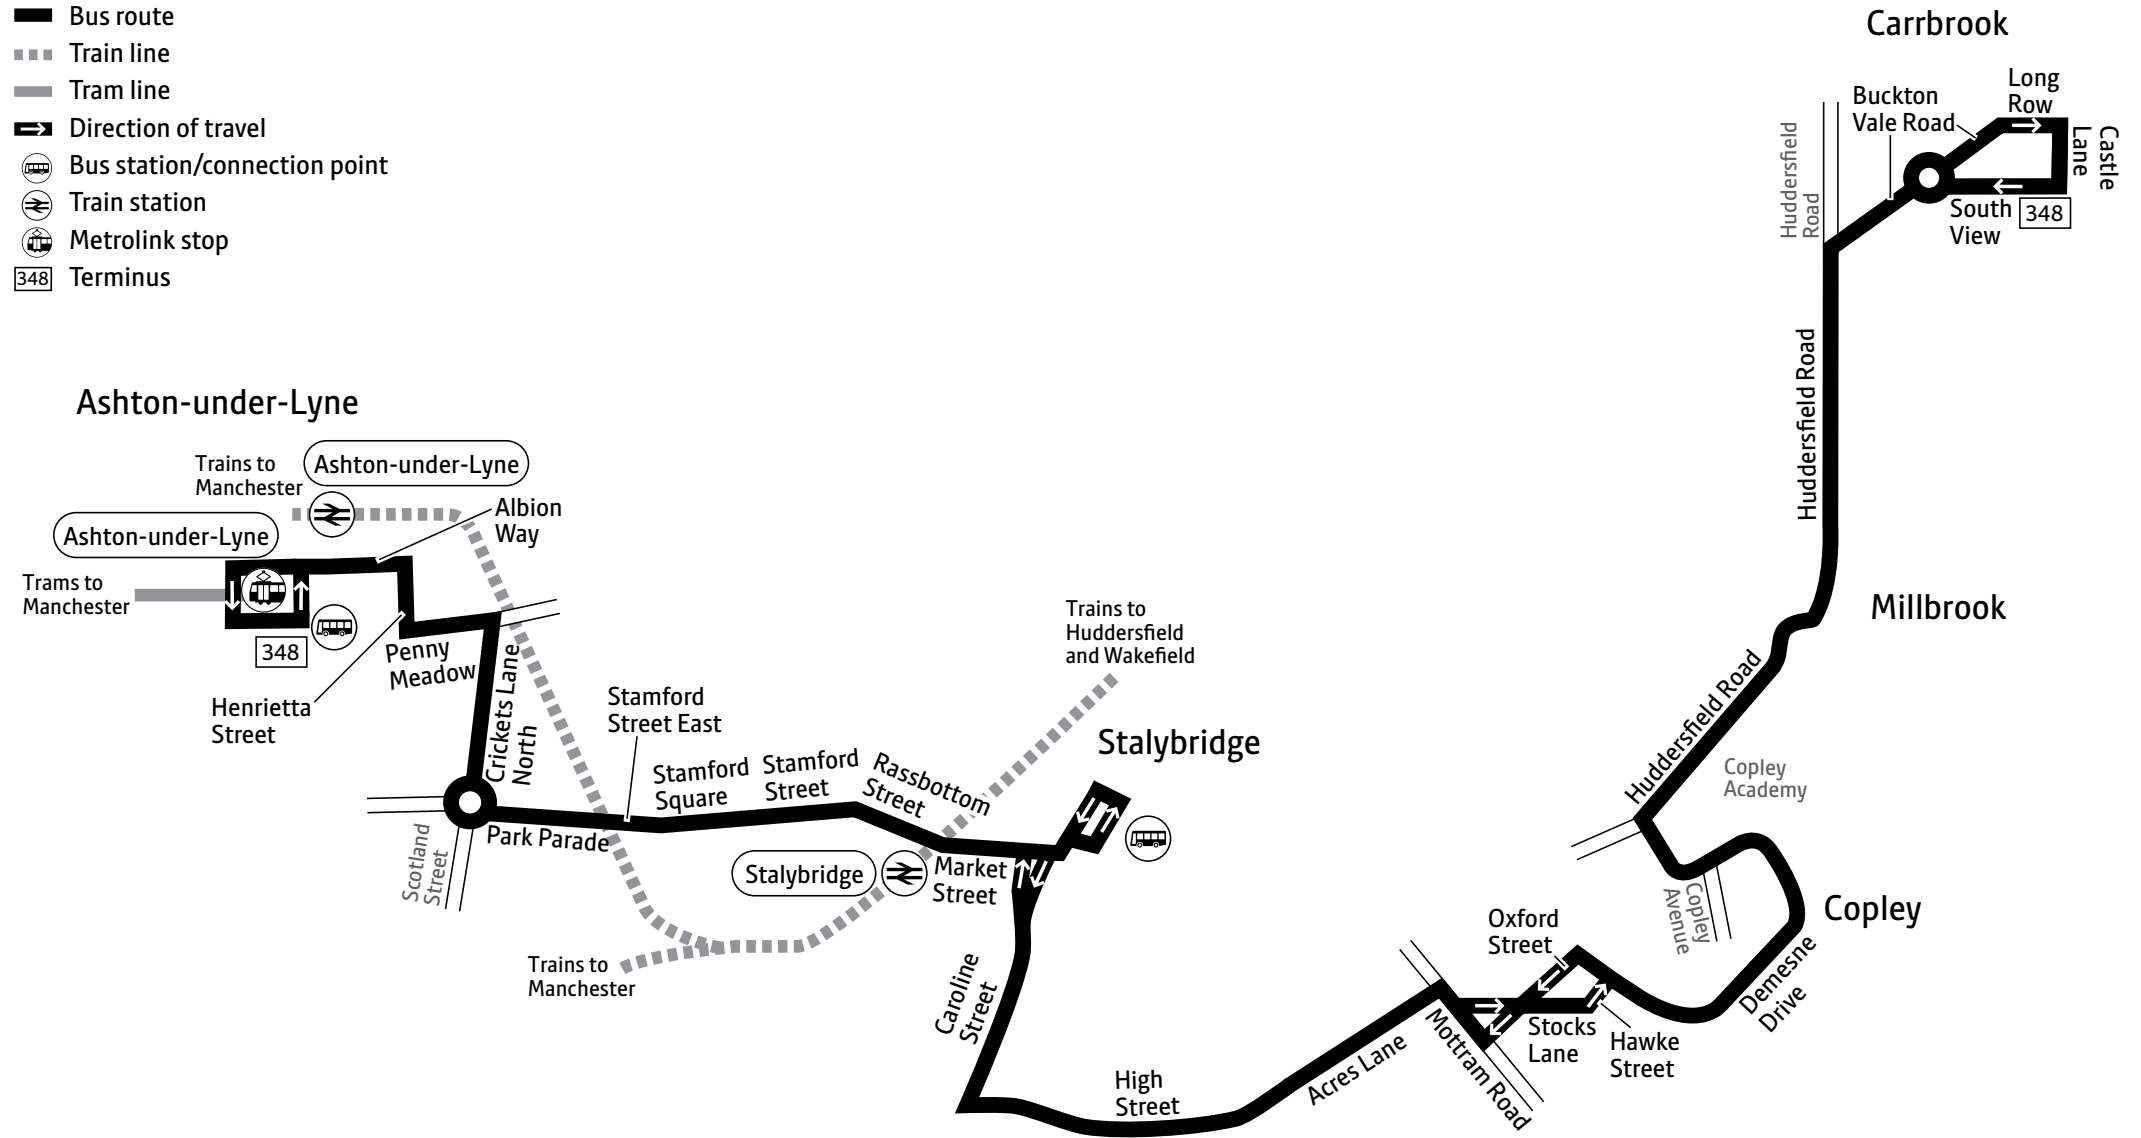 Bus route
Train line
Tram line
Direction of travel
Bus station/connection point
Train station
Metrolink stop
348 Terminus
Carrbrook
Long
Row
Buckton
Vale Road
Castle
Lane
Huddersfield
Road
South
View
348
Huddersfield Road
Ashton-under-Lyne
Trains to
Manchester
Ashton-under-Lyne
Albion
Way
Ashton-under-Lyne
Trams to
Manchester
348
Penny
Meadow
Henrietta
Street
Crickets Lane
North
Scotland
Street
Park Parade
Stamford
Street East
Stamford
Square
Stamford
Street
Rassbottom
Street
Trains to
Huddersfield
and Wakefield
Stalybridge
Stalybridge
Market
Street
Trains to
Manchester
Caroline
Street
High
Street
Acres Lane
Mottram Road
Oxford
Street
Stocks
Lane
Hawke
Street
Demesne
Drive
Copley
Copley
Avenue
Copley
Academy
Huddersfield Road
Millbrook